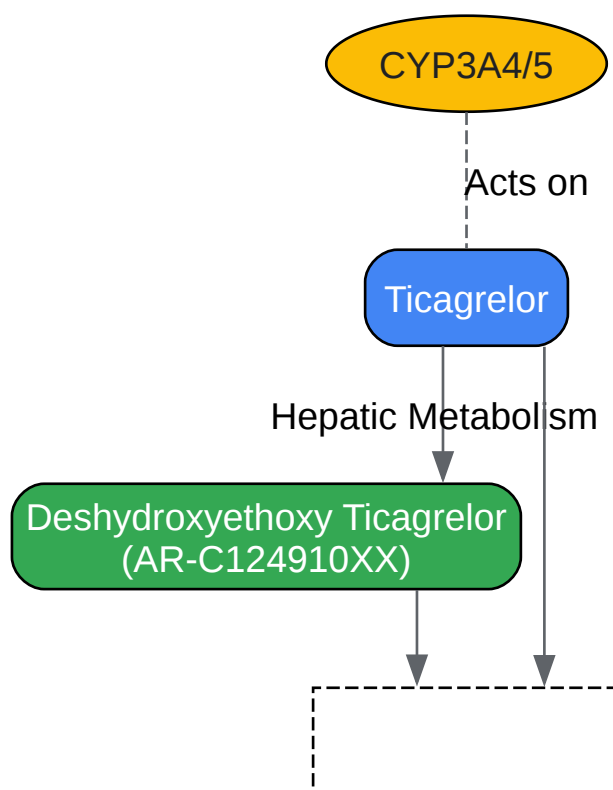 CYP3A4/5
Acts on
Ticagrelor
Hepatic Metabolism
Deshydroxyethoxy Ticagrelor
(AR-C124910XX)